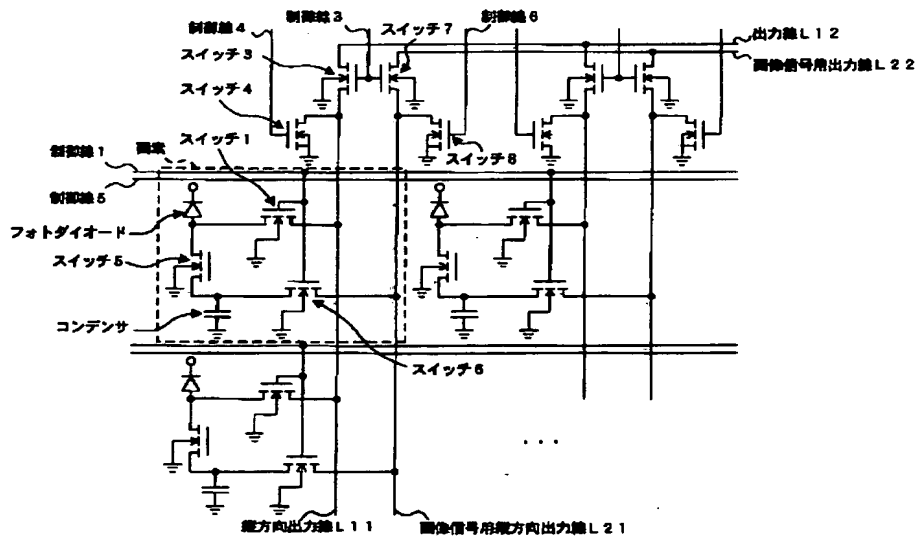 制御線4
制御線3
スイッチ7
制御線6
出力線L12
画像信号用出力線L22
スイッチ3
スイッチ4
スイッチ1
スイッチ8
制御線1
画素
制御線5
フォトダイオード
スイッチ5
コンデンサ
スイッチ6
...
縦方向出力線L11
画像信号用縦方向出力線L21